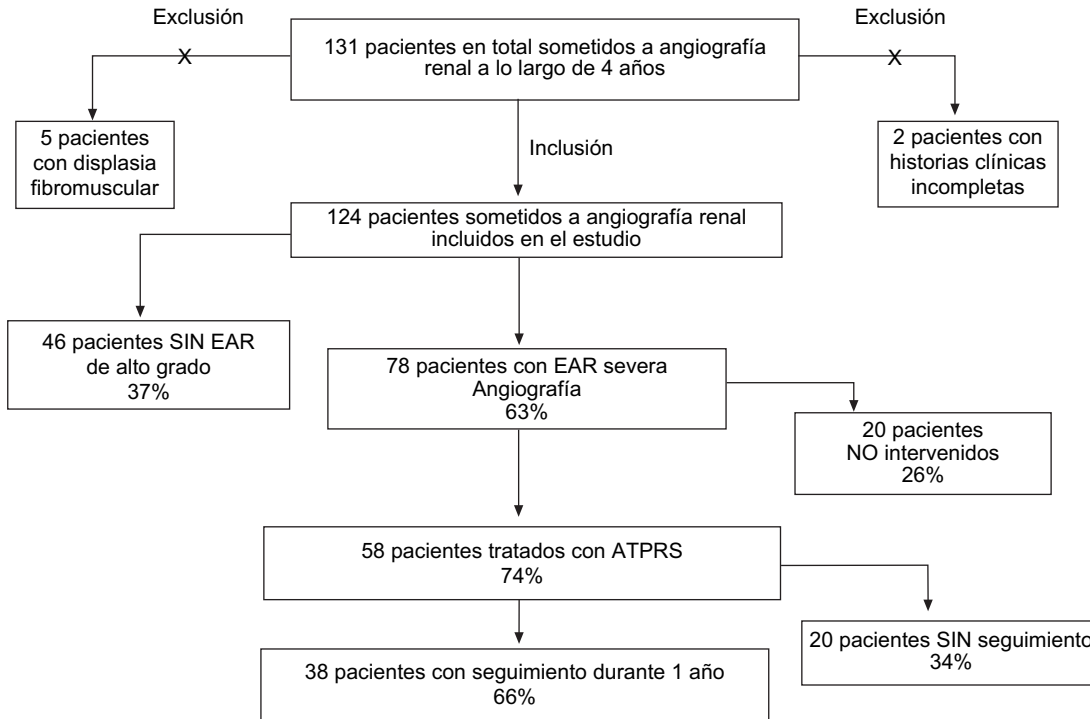 Exclusión
Exclusión
131 pacientes en total sometidos a angiografía
renal a lo largo de 4 años
X
X
5 pacientes
con displasia
fibromuscular
Inclusión
2 pacientes con
historias clínicas
incompletas
124 pacientes sometidos a angiografía renal
incluidos en el estudio
46 pacientes SIN EAR
de alto grado
37%
78 pacientes con EAR severa
Angiografía
63%
20 pacientes
NO intervenidos
26%
58 pacientes tratados con ATPRS
74%
20 pacientes SIN seguimiento
34%
38 pacientes con seguimiento durante 1 año
66%